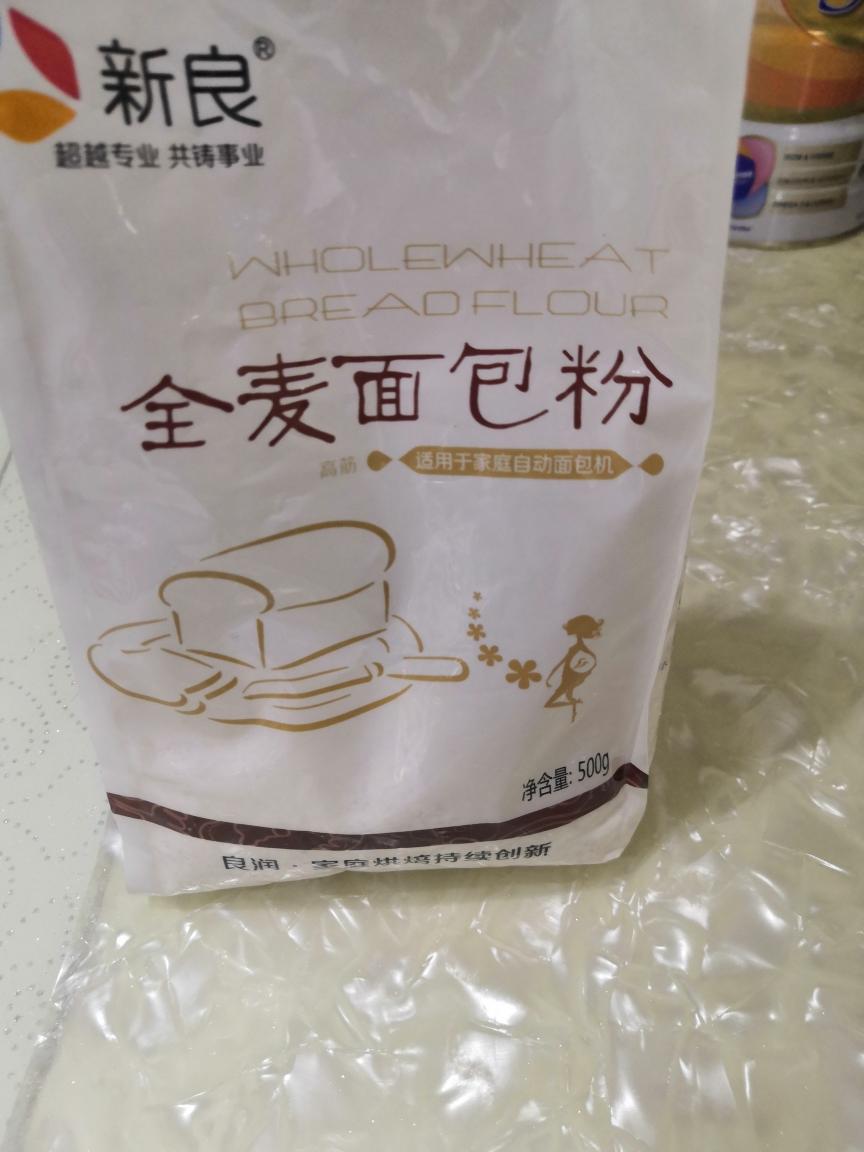 新良®
超越专业 共铸事业
WHOLEWHEAT
BREAD FLOUR
全麦面包粉
高筋 适用于家庭自动面包机
净含量: 500g
良润 · 家庭烘焙持续创新